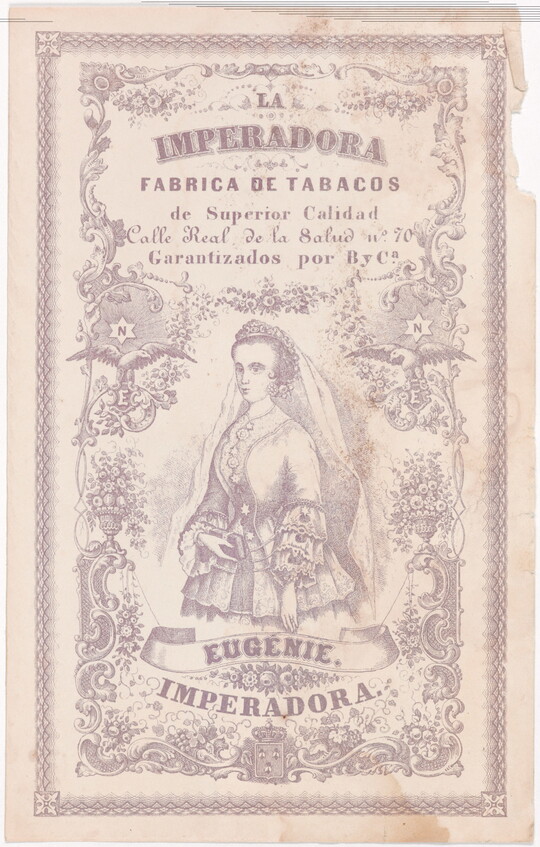 LA
IMPERADORA
FABRICA DE TABACOS
de Superior Calidad
Calle Real de la Salud nº. 70
Garantizados por B y Cª
N
N
E
E
EUGÉNIE.
IMPERADORA.